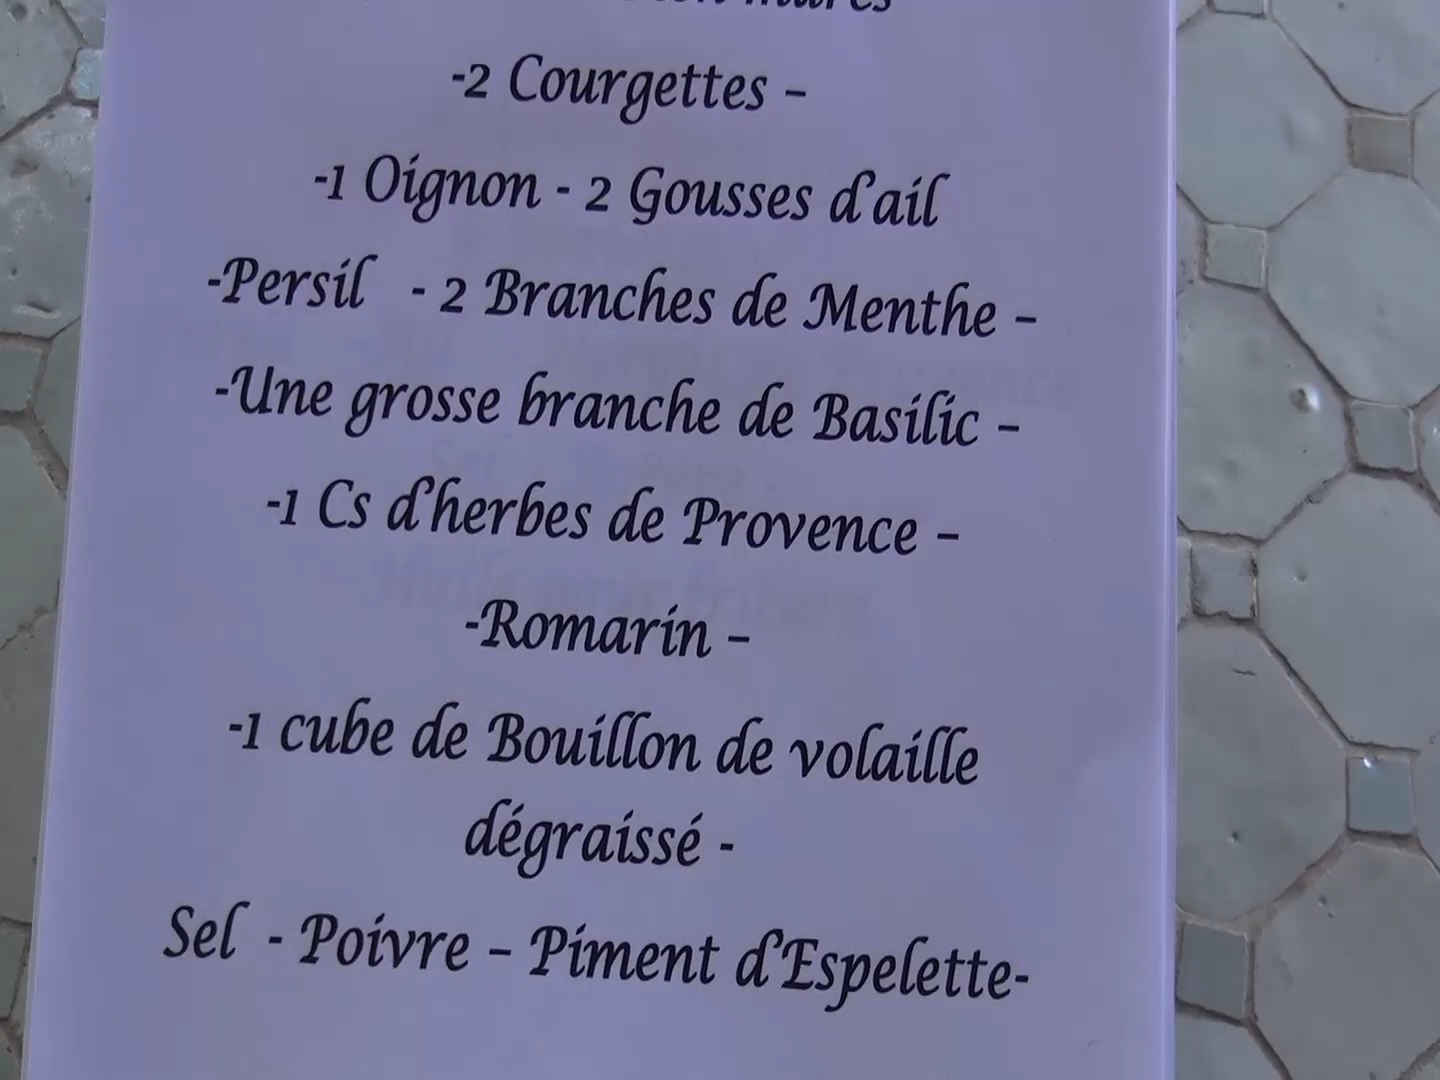 -2 Courgettes –
-1 Oignon - 2 Gousses d'ail
-Persil - 2 Branches de Menthe –
-Une grosse branche de Basilic –
-1 Cs d'herbes de Provence –
-Romarin –
-1 cube de Bouillon de volaille
dégraissé -
Sel - Poivre – Piment d'Espelette-